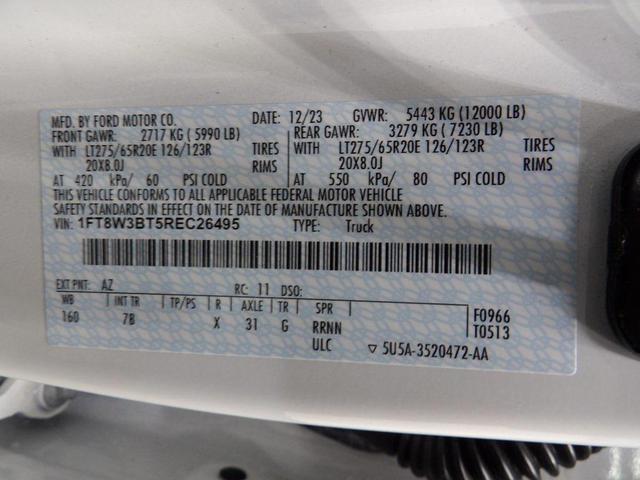 MFD. BY FORD MOTOR CO. DATE: 12/23 GVWR: 5443 KG (12000 LB)
FRONT GAWR: 2717 KG (5990 LB) REAR GAWR: 3279 KG (7230 LB)
WITH LT275/65R20E 126/123R TIRES WITH LT275/65R20E 126/123R TIRES
20X8.0J RIMS 20X8.0J RIMS
AT 420 kPa/ 60 PSI COLD AT 550 kPa/ 80 PSI COLD
THIS VEHICLE CONFORMS TO ALL APPLICABLE FEDERAL MOTOR VEHICLE
SAFETY STANDARDS IN EFFECT ON THE DATE OF MANUFACTURE SHOWN ABOVE.
VIN: 1FT8W3BT5REC26495 TYPE: Truck
EXT PNT: AZ RC: 11 DSO:
WB INT TR TP/PS R AXLE TR SPR F0966
160 7B X 31 G RRNN T0513
ULC ▽ 5U5A-3520472-AA